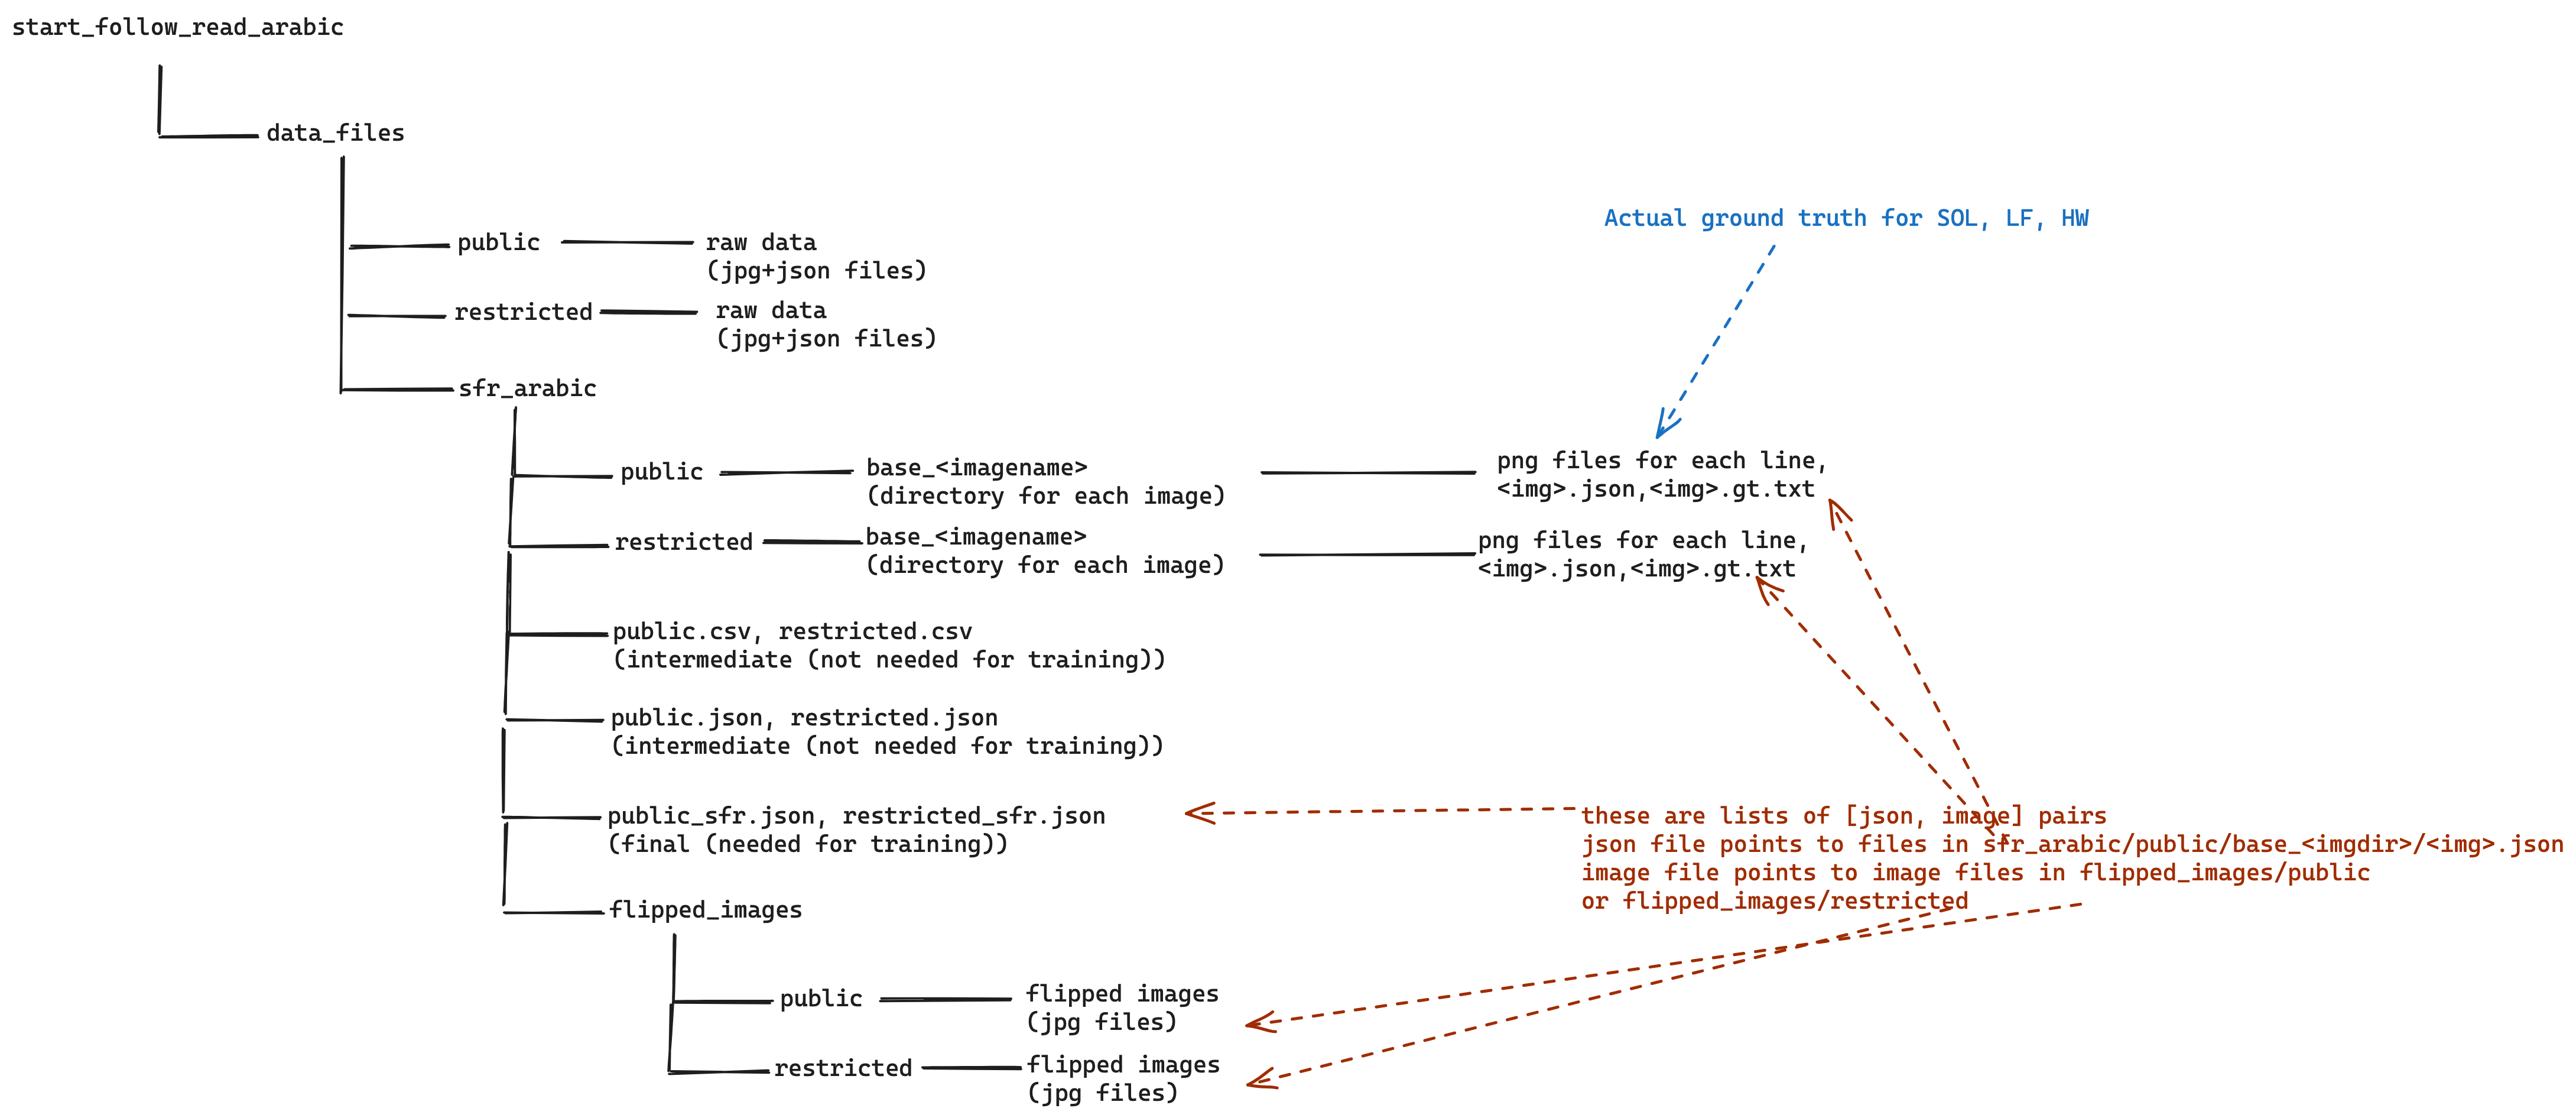 start_follow_read_arabic
data_files
public
raw data
(jpg+json files)
restricted
raw data
(jpg+json files)
sfr_arabic
Actual ground truth for SOL, LF, HW
public
base_<imagename>
(directory for each image)
png files for each line,
<img>.json,<img>.gt.txt
restricted
base_<imagename>
(directory for each image)
png files for each line,
<img>.json,<img>.gt.txt
public.csv, restricted.csv
(intermediate (not needed for training))
public.json, restricted.json
(intermediate (not needed for training))
public_sfr.json, restricted_sfr.json
(final (needed for training))
these are lists of [json, image] pairs
json file points to files in sfr_arabic/public/base_<imgdir>/<img>.json
image file points to image files in flipped_images/public
or flipped_images/restricted
flipped_images
public
flipped images
(jpg files)
restricted
flipped images
(jpg files)